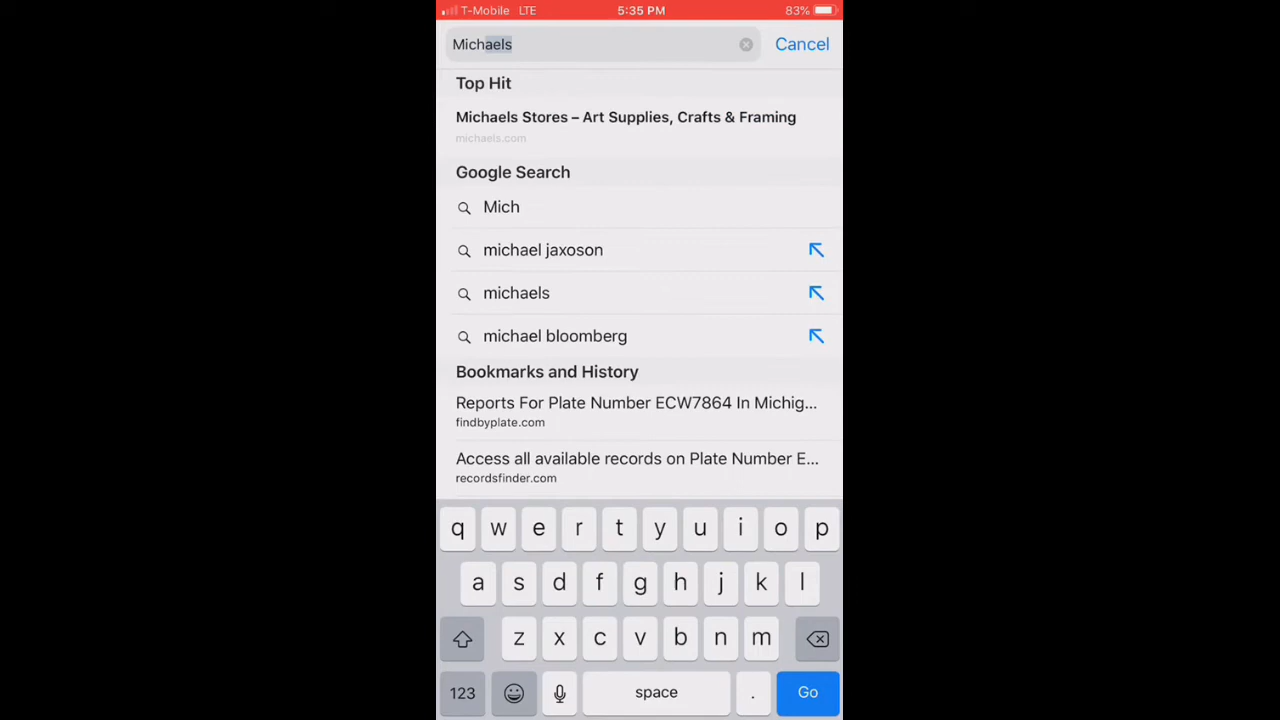 T-Mobile LTE 5:35 PM 83%
Michaels Cancel
Top Hit
Michaels Stores – Art Supplies, Crafts & Framing
michaels.com
Google Search
Mich
michael jaxoson
michaels
michael bloomberg
Bookmarks and History
Reports For Plate Number ECW7864 In Michig...
findbyplate.com
Access all available records on Plate Number E...
recordsfinder.com
q w e r t y u i o p
a s d f g h j k l
z x c v b n m
123 space . Go